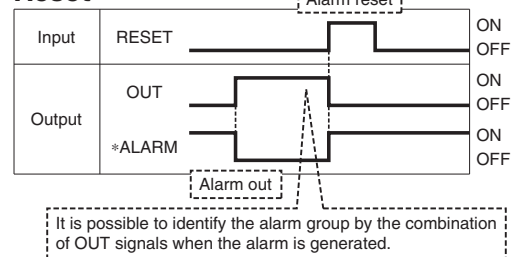 Alarm reset
Input RESET ON
OFF
Output OUT ON
OFF
*ALARM ON
OFF
Alarm out
It is possible to identify the alarm group by the combination
of OUT signals when the alarm is generated.